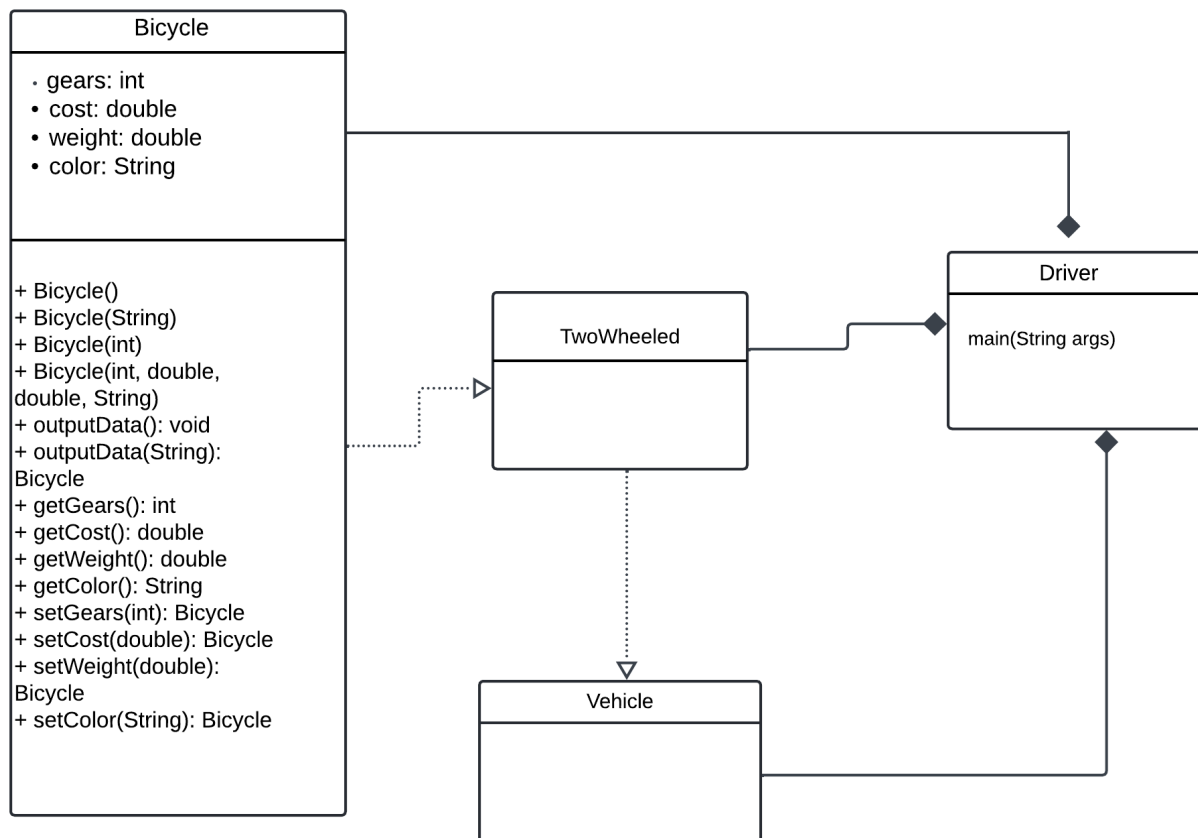 Bicycle
• gears: int
• cost: double
• weight: double
• color: String
+ Bicycle()
+ Bicycle(String)
+ Bicycle(int)
+ Bicycle(int, double,
double, String)
+ outputData(): void
+ outputData(String):
Bicycle
+ getGears(): int
+ getCost(): double
+ getWeight(): double
+ getColor(): String
+ setGears(int): Bicycle
+ setCost(double): Bicycle
+ setWeight(double):
Bicycle
+ setColor(String): Bicycle
TwoWheeled
Vehicle
Driver
main(String args)